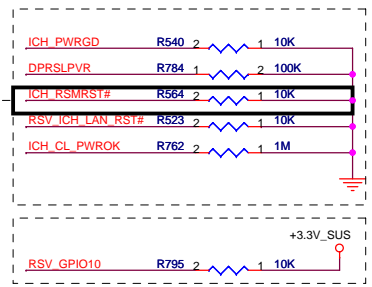 ICH_PWRGD R540 2 1 10K
DPRSLPVR R784 1 2 100K
ICH_RSMRST# R564 2 1 10K
RSV_ICH_LAN_RST# R523 2 1 10K
ICH_CL_PWROK R762 2 1 1M
+3.3V_SUS
RSV_GPIO10 R795 2 1 10K